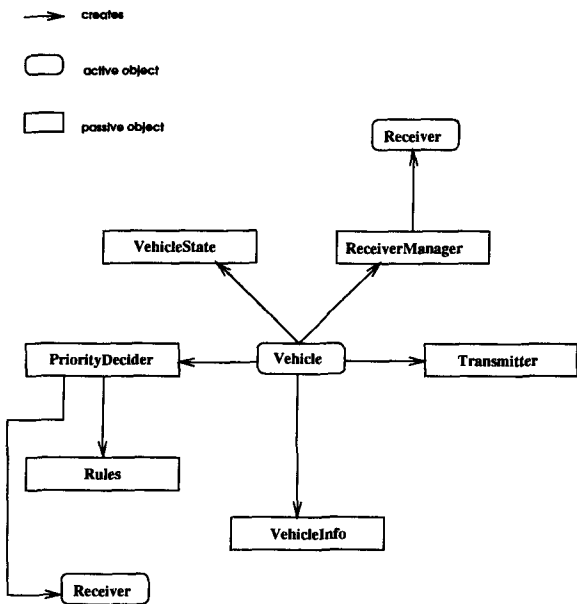 creates
active object
passive object
Receiver
VehicleState
ReceiverManager
PriorityDecider
Vehicle
Transmitter
Rules
VehicleInfo
Receiver